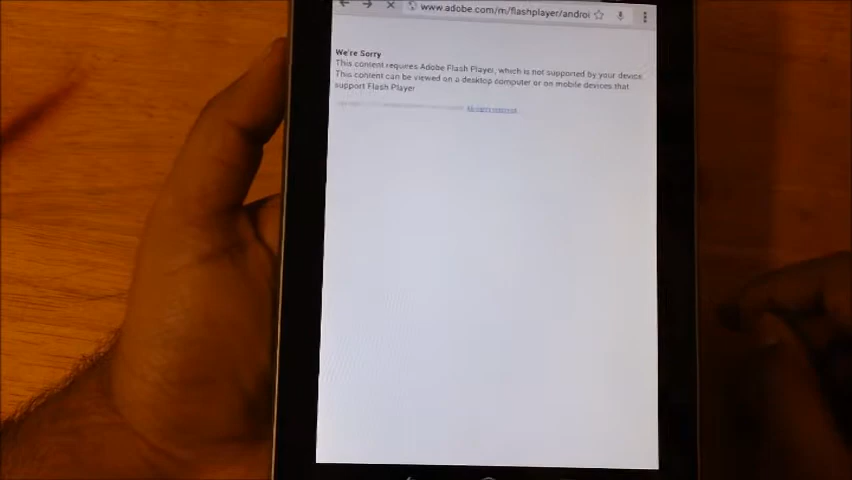 www.adobe.com/m/flashplayer/androi
We're Sorry
This content requires Adobe Flash Player, which is not supported by your device.
This content can be viewed on a desktop computer or on mobile devices that
support Flash Player